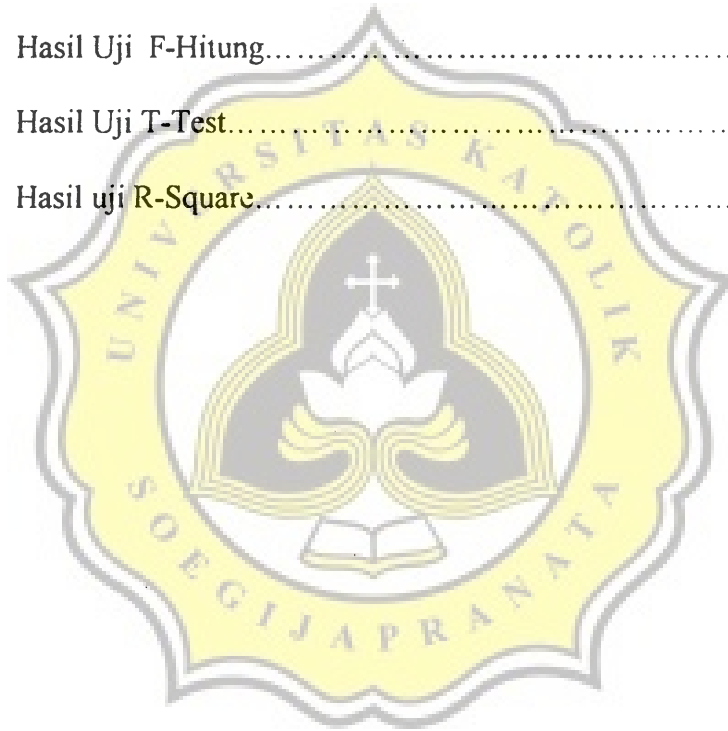 Hasil Uji F-Hitung.......................................................
Hasil Uji T-Test.......................................................
Hasil uji R-Square.......................................................
UNIVERSITAS KATOLIK
SOEGIJAPRANATA